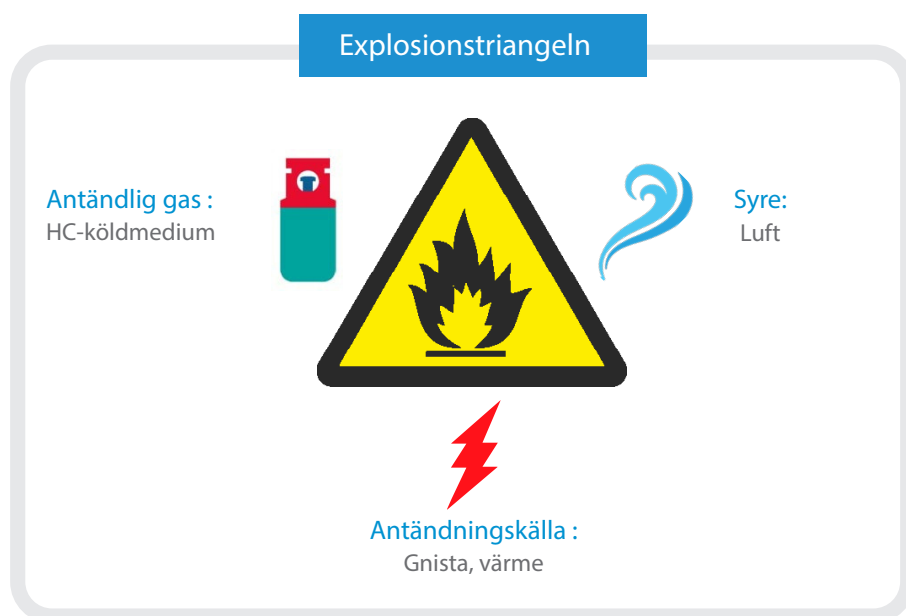 Explosionstriangeln
Antändlig gas :
HC-köldmedium
Syre:
Luft
Antändningskälla :
Gnista, värme